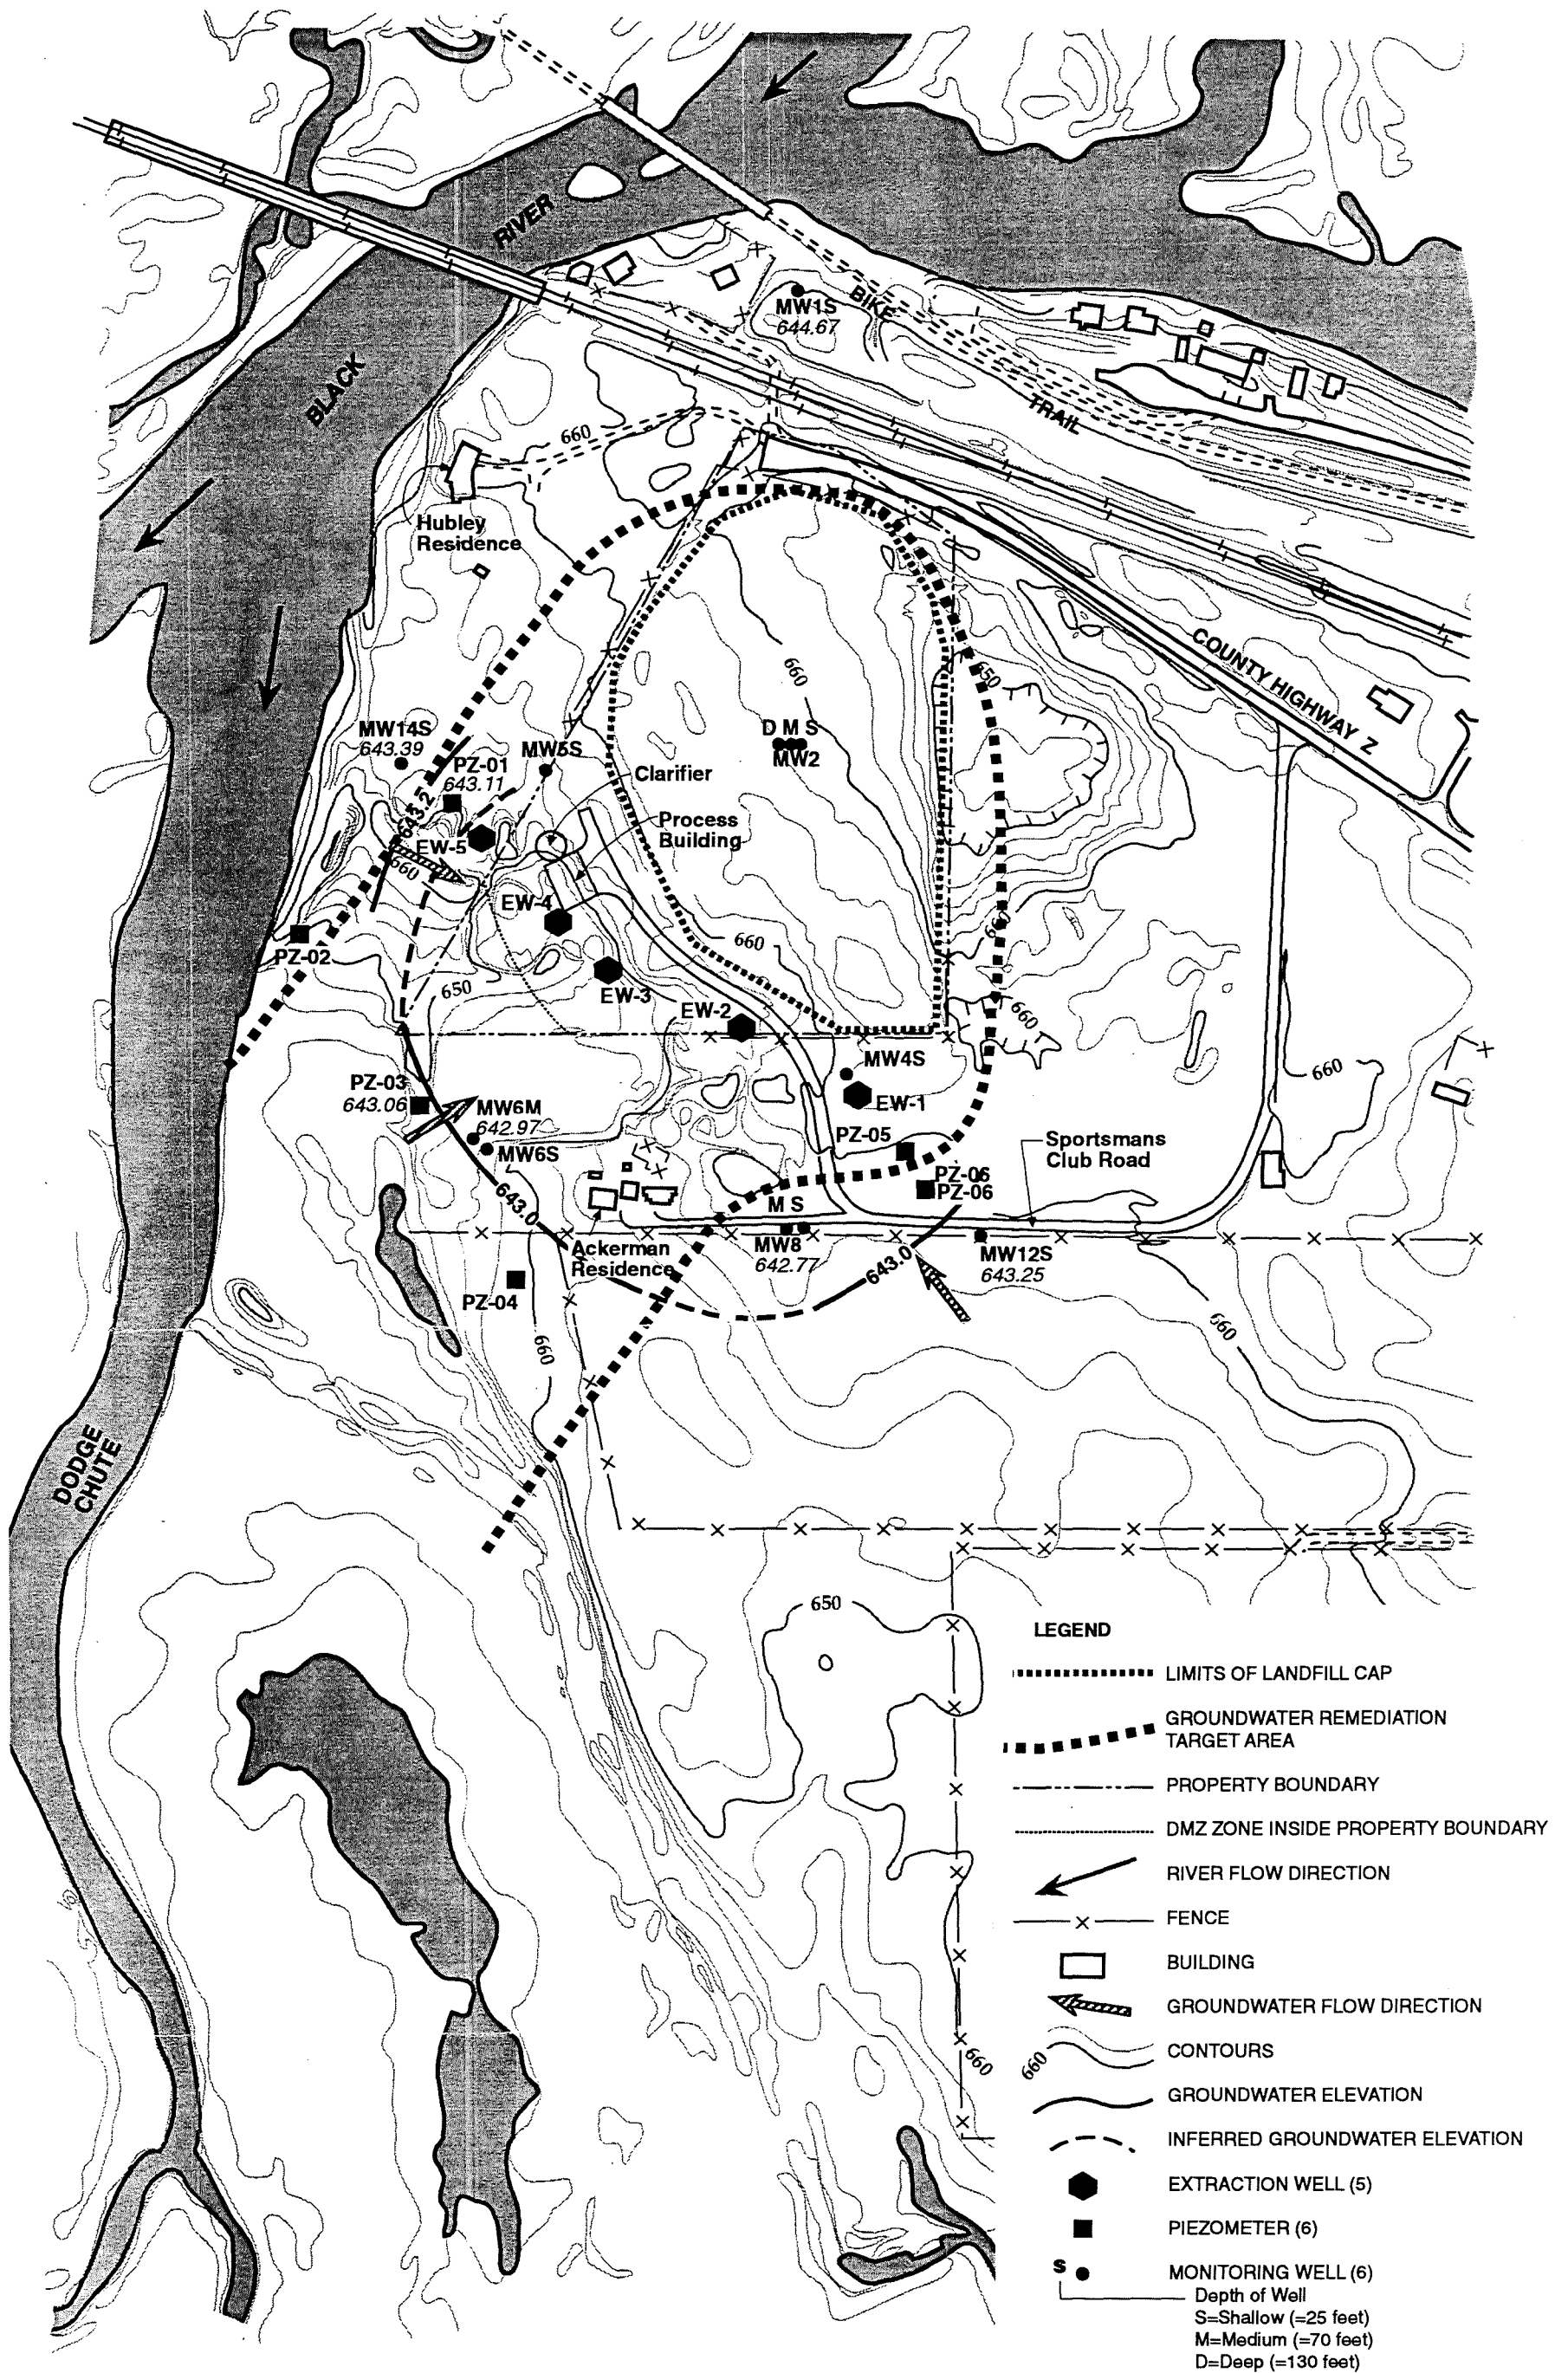 RIVER
MW1S
644.67
BIKE
TRAIL
BLACK
660
Hubley
Residence
COUNTY HIGHWAY Z
660
650
D M S
MW2
MW14S
643.39
PZ-01
643.11
MW5S
Clarifier
Process
Building
643.2
EW-5
660
EW-4
660
660
PZ-02
650
EW-3
EW-2
660
MW4S
660
PZ-03
643.06
MW6M
642.97
MW6S
EW-1
PZ-05
Sportsmans
Club Road
PZ-06
PZ-06
643.0
M S
MW8
642.77
Ackerman
Residence
643.0
MW12S
643.25
PZ-04
660
660
DODGE
CHUTE
650
660
LEGEND
LIMITS OF LANDFILL CAP
GROUNDWATER REMEDIATION
TARGET AREA
PROPERTY BOUNDARY
DMZ ZONE INSIDE PROPERTY BOUNDARY
RIVER FLOW DIRECTION
X FENCE
BUILDING
GROUNDWATER FLOW DIRECTION
660 CONTOURS
GROUNDWATER ELEVATION
INFERRED GROUNDWATER ELEVATION
EXTRACTION WELL (5)
PIEZOMETER (6)
S MONITORING WELL (6)
Depth of Well
S=Shallow (=25 feet)
M=Medium (=70 feet)
D=Deep (=130 feet)